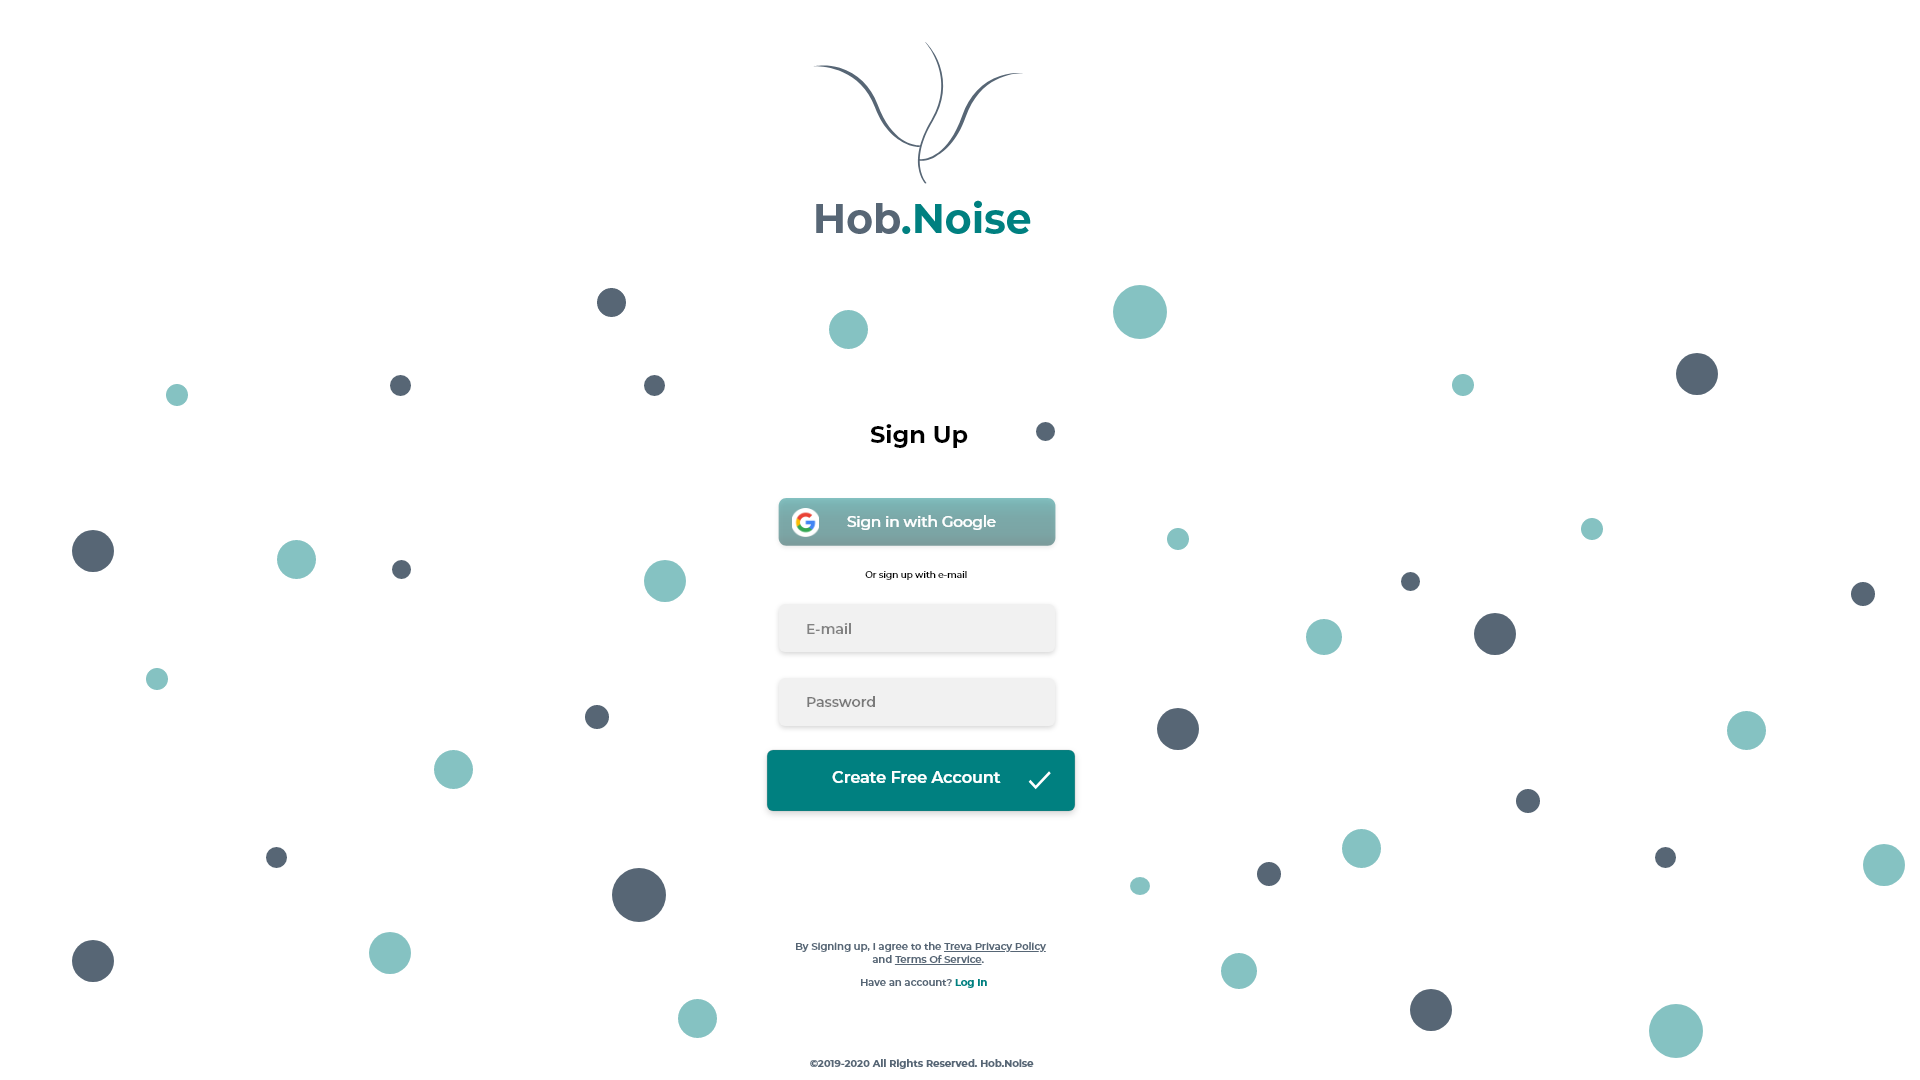 Hob.Noise
Sign Up
Sign in with Google
Or sign up with e-mail
E-mail
Password
Create Free Account
By Signing up, I agree to the Treva Privacy Policy
and Terms Of Service.
Have an account? Log In
©2019-2020 All Rights Reserved. Hob.Noise